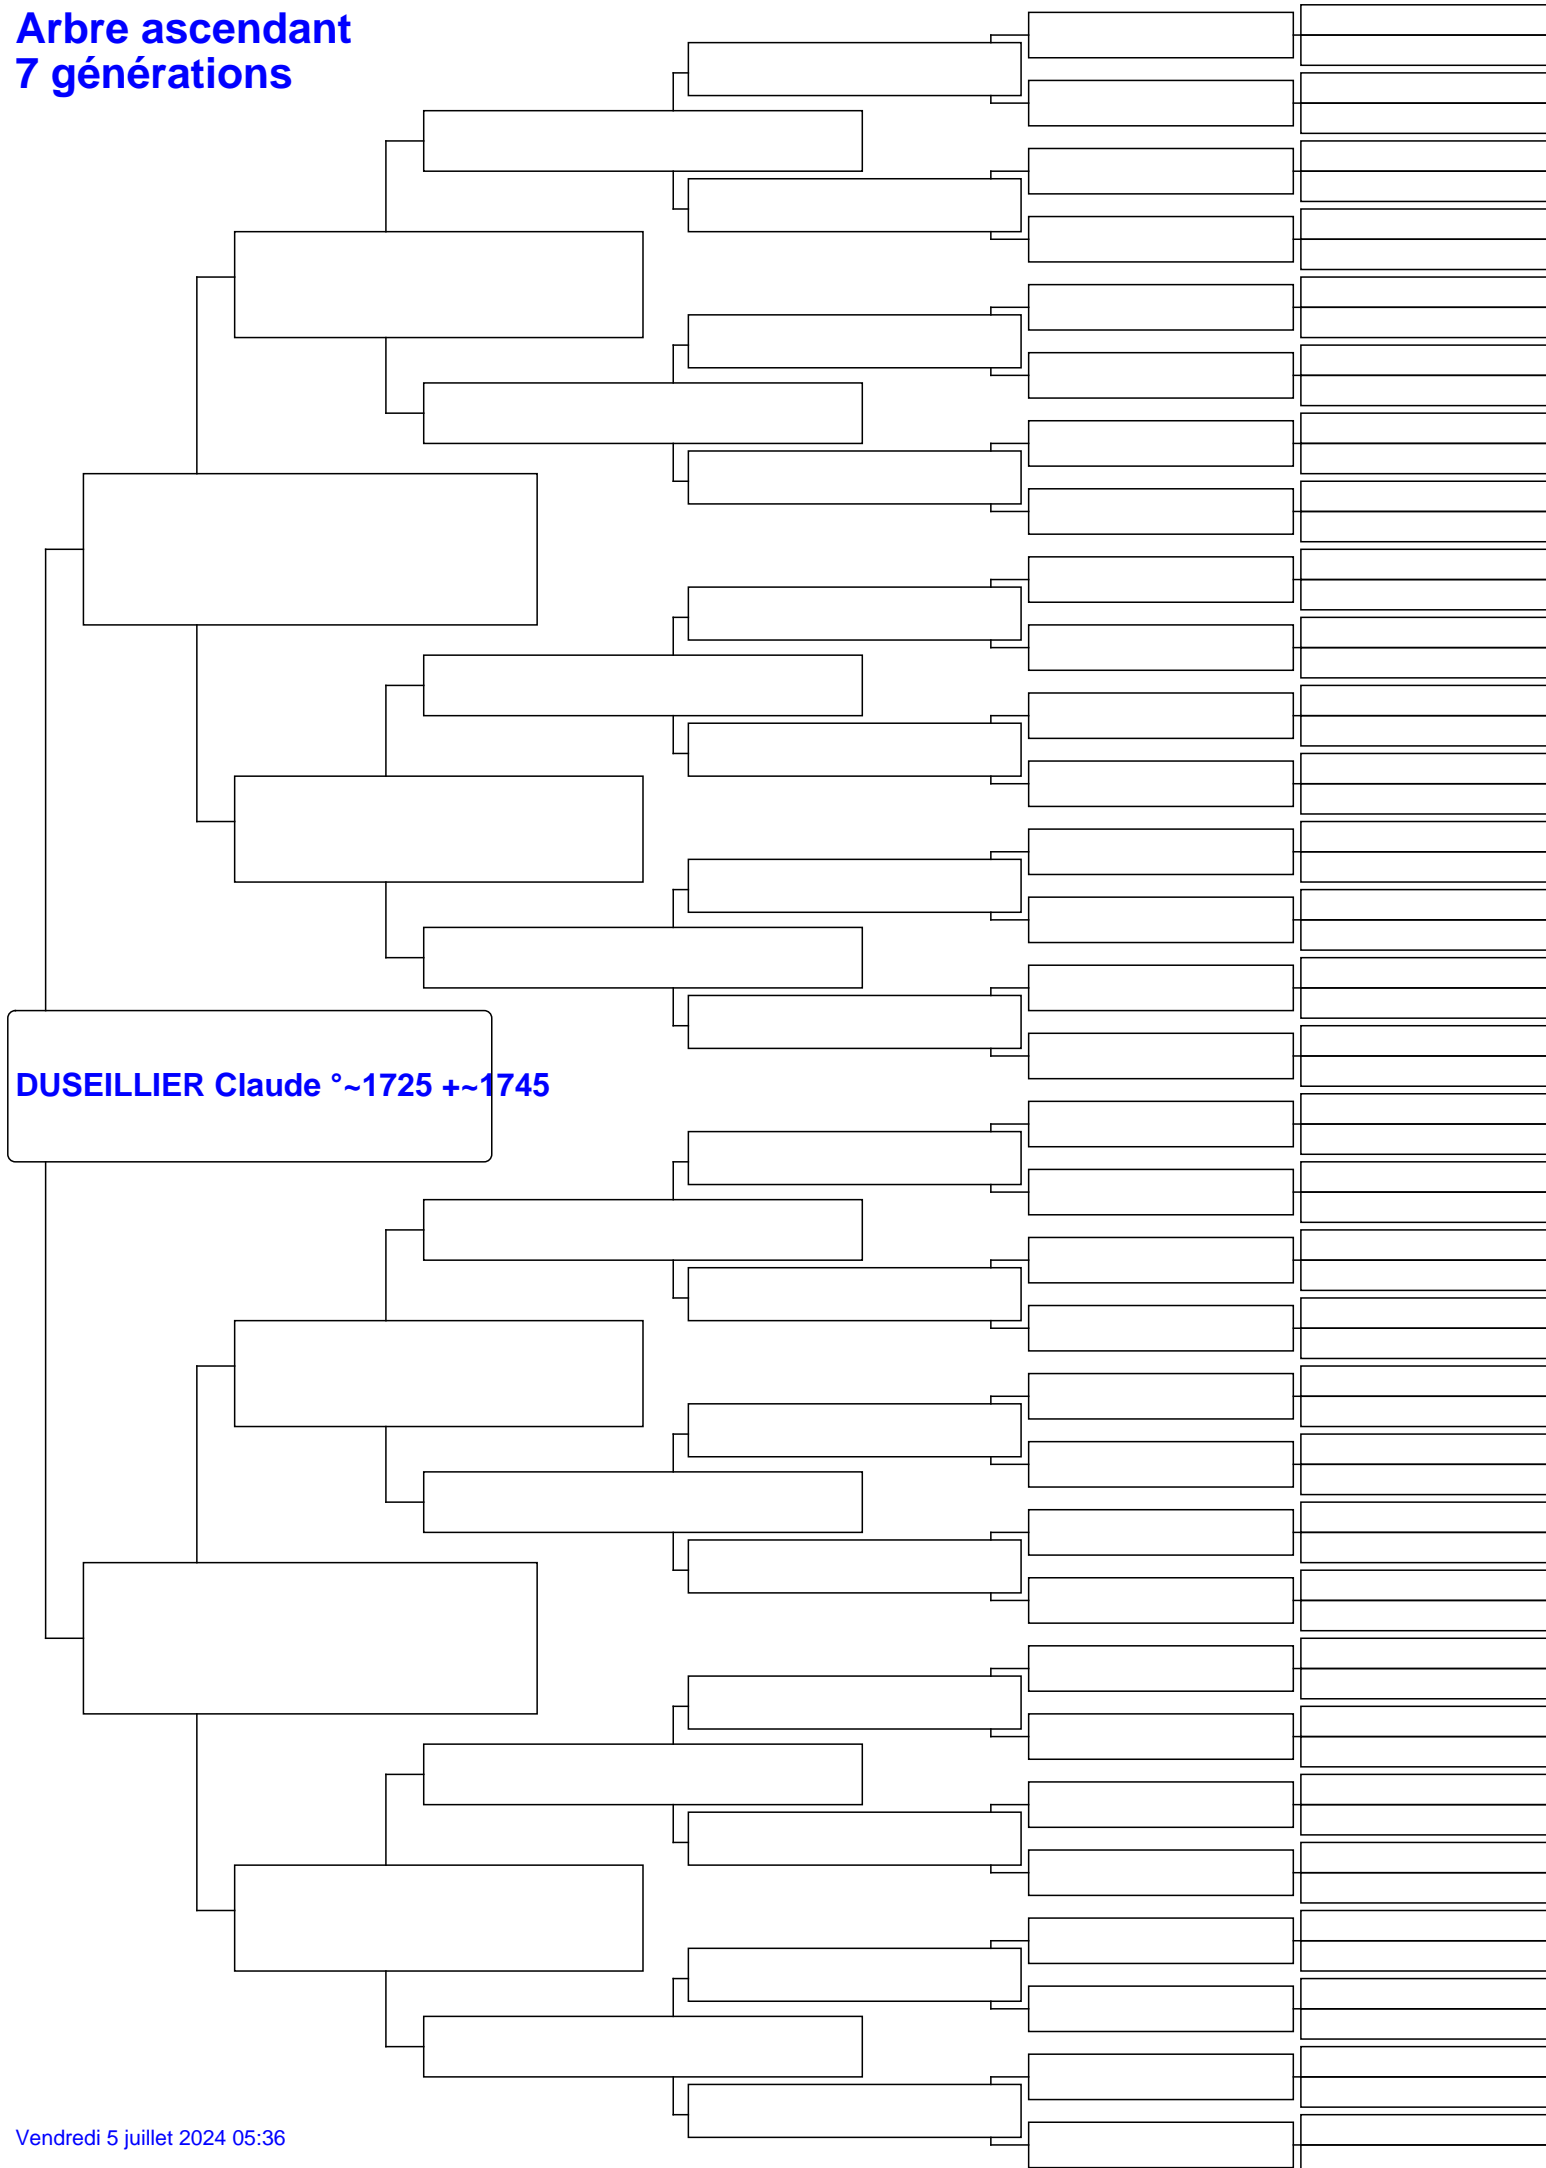 Arbre ascendant
7 générations
DUSEILLIER Claude °~1725 +~1745
Vendredi 5 juillet 2024 05:36